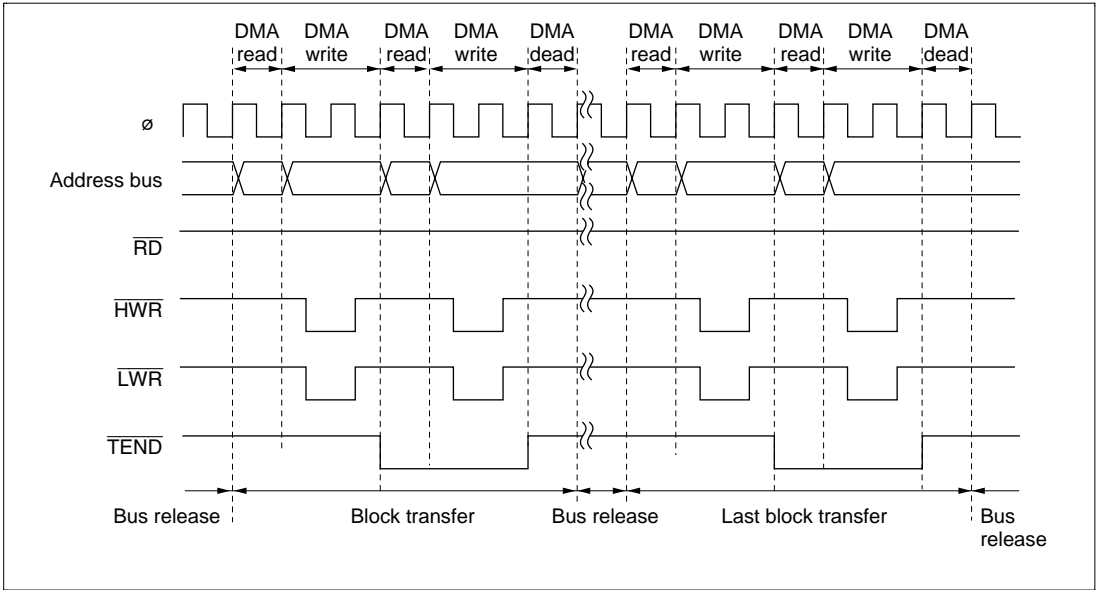 DMA read
DMA write
DMA read
DMA write
DMA dead
DMA read
DMA write
DMA read
DMA write
DMA dead
ø
Address bus
RD
HWR
LWR
TEND
Bus release
Block transfer
Bus release
Last block transfer
Bus release